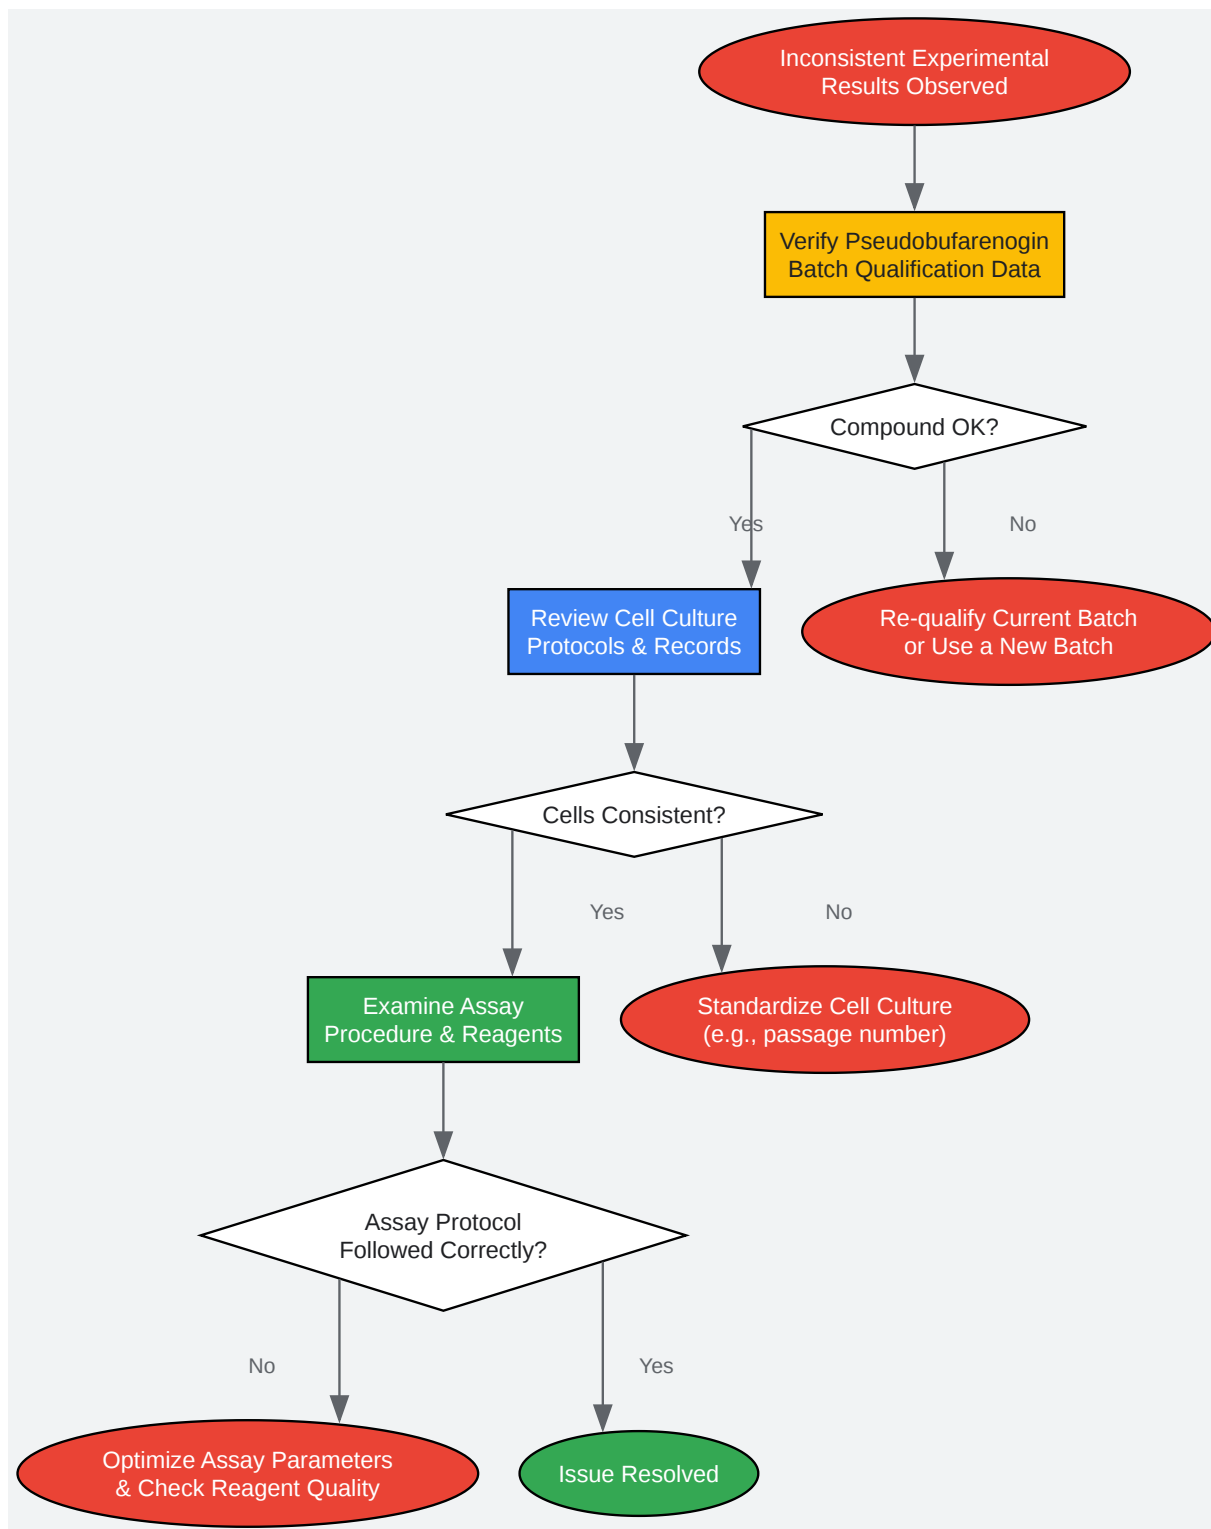 Inconsistent Experimental
Results Observed
Verify Pseudobufarenogin
Batch Qualification Data
Compound OK?
Yes
No
Review Cell Culture
Protocols & Records
Re-qualify Current Batch
or Use a New Batch
Cells Consistent?
Yes
No
Examine Assay
Procedure & Reagents
Standardize Cell Culture
(e.g., passage number)
Assay Protocol
Followed Correctly?
No
Yes
Optimize Assay Parameters
& Check Reagent Quality
Issue Resolved